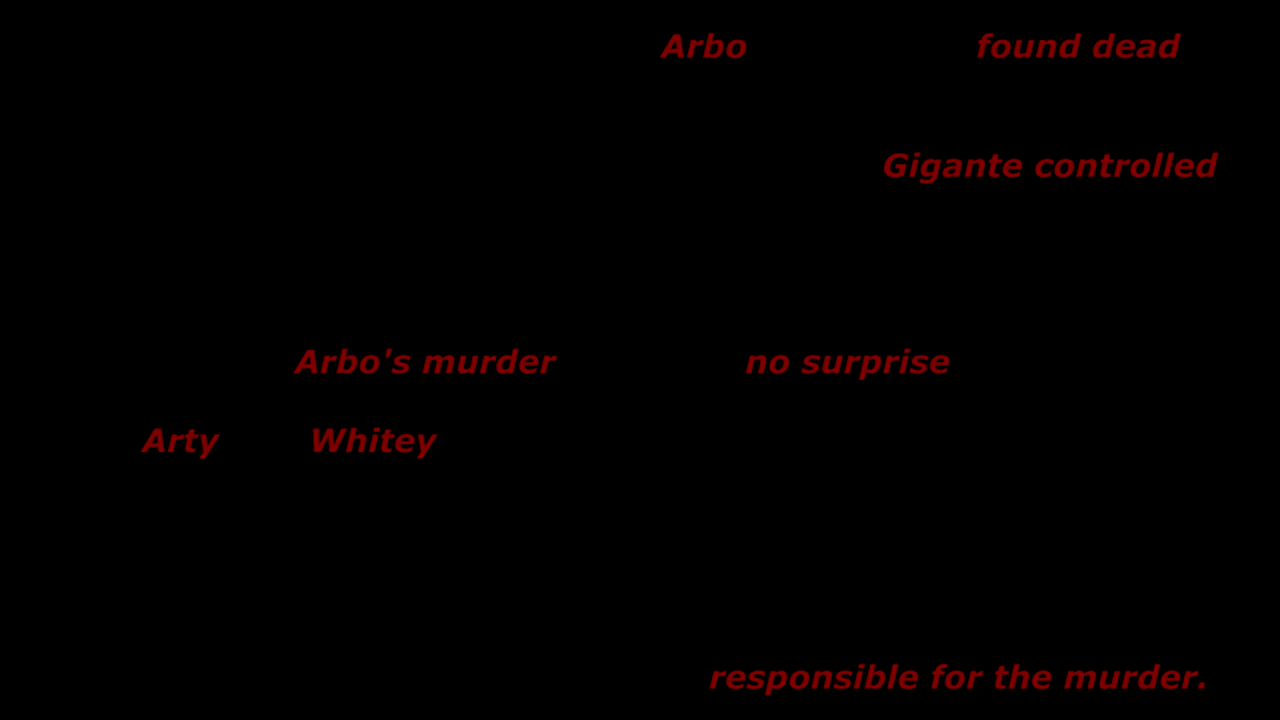 Arbo found dead
Gigante controlled
Arbo's murder no surprise
Arty Whitey
responsible for the murder.